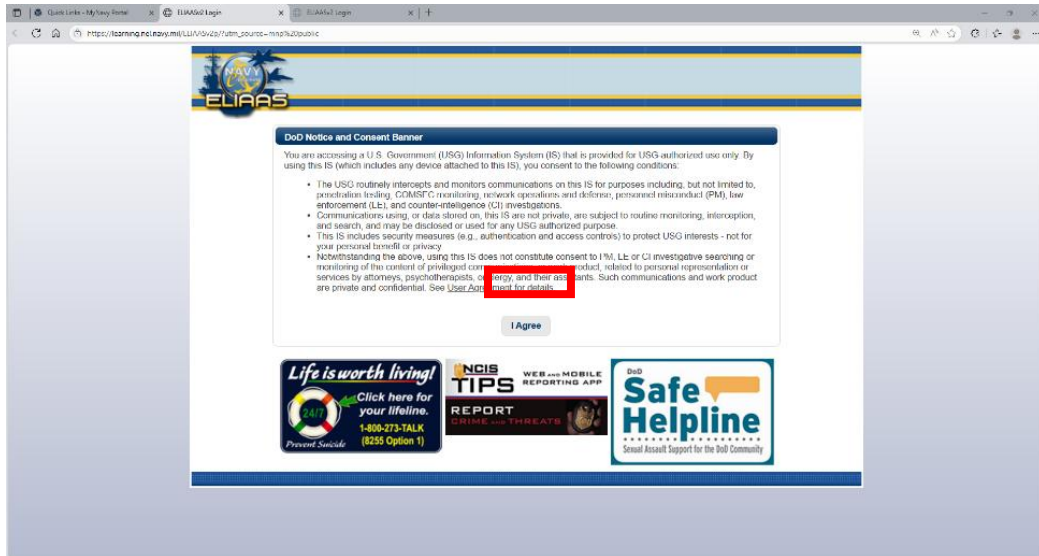 Quick Links - MyNavy Portal
ELIAASv2 Login
ELIAASv2 Login
https://learning.nel.navy.mil/ELIAASv2p/?utm_source=mnp%20public
NAVY
ELIAAS
DoD Notice and Consent Banner
You are accessing a U.S. Government (USG) Information System (IS) that is provided for USG-authorized use only. By
using this IS (which includes any device attached to this IS), you consent to the following conditions:
• The USG routinely intercepts and monitors communications on this IS for purposes including, but not limited to,
penetration testing, COMSEC monitoring, network operations and defense, personnel misconduct (PM), law
enforcement (LE), and counter-intelligence (CI) investigations.
• Communications using, or data stored on, this IS are not private, are subject to routine monitoring, interception,
and search, and may be disclosed or used for any USG authorized purpose.
• This IS includes security measures (e.g., authentication and access controls) to protect USG interests - not for
your personal benefit or privacy
• Notwithstanding the above, using this IS does not constitute consent to PM, LE or CI investigative searching or
monitoring of the content of privileged product, related to personal representation or
services by attorneys, psychotherapists, or clergy, and their assistants. Such communications and work product
are private and confidential. See User Agreement for details.
I Agree
Life is worth living!
24/7
Click here for
your lifeline.
1-800-273-TALK
(8255 Option 1)
Prevent Suicide
NCIS
TIPS
WEB AND MOBILE
REPORTING APP
REPORT
CRIME AND THREATS
DoD
Safe
Helpline
Sexual Assault Support for the DoD Community